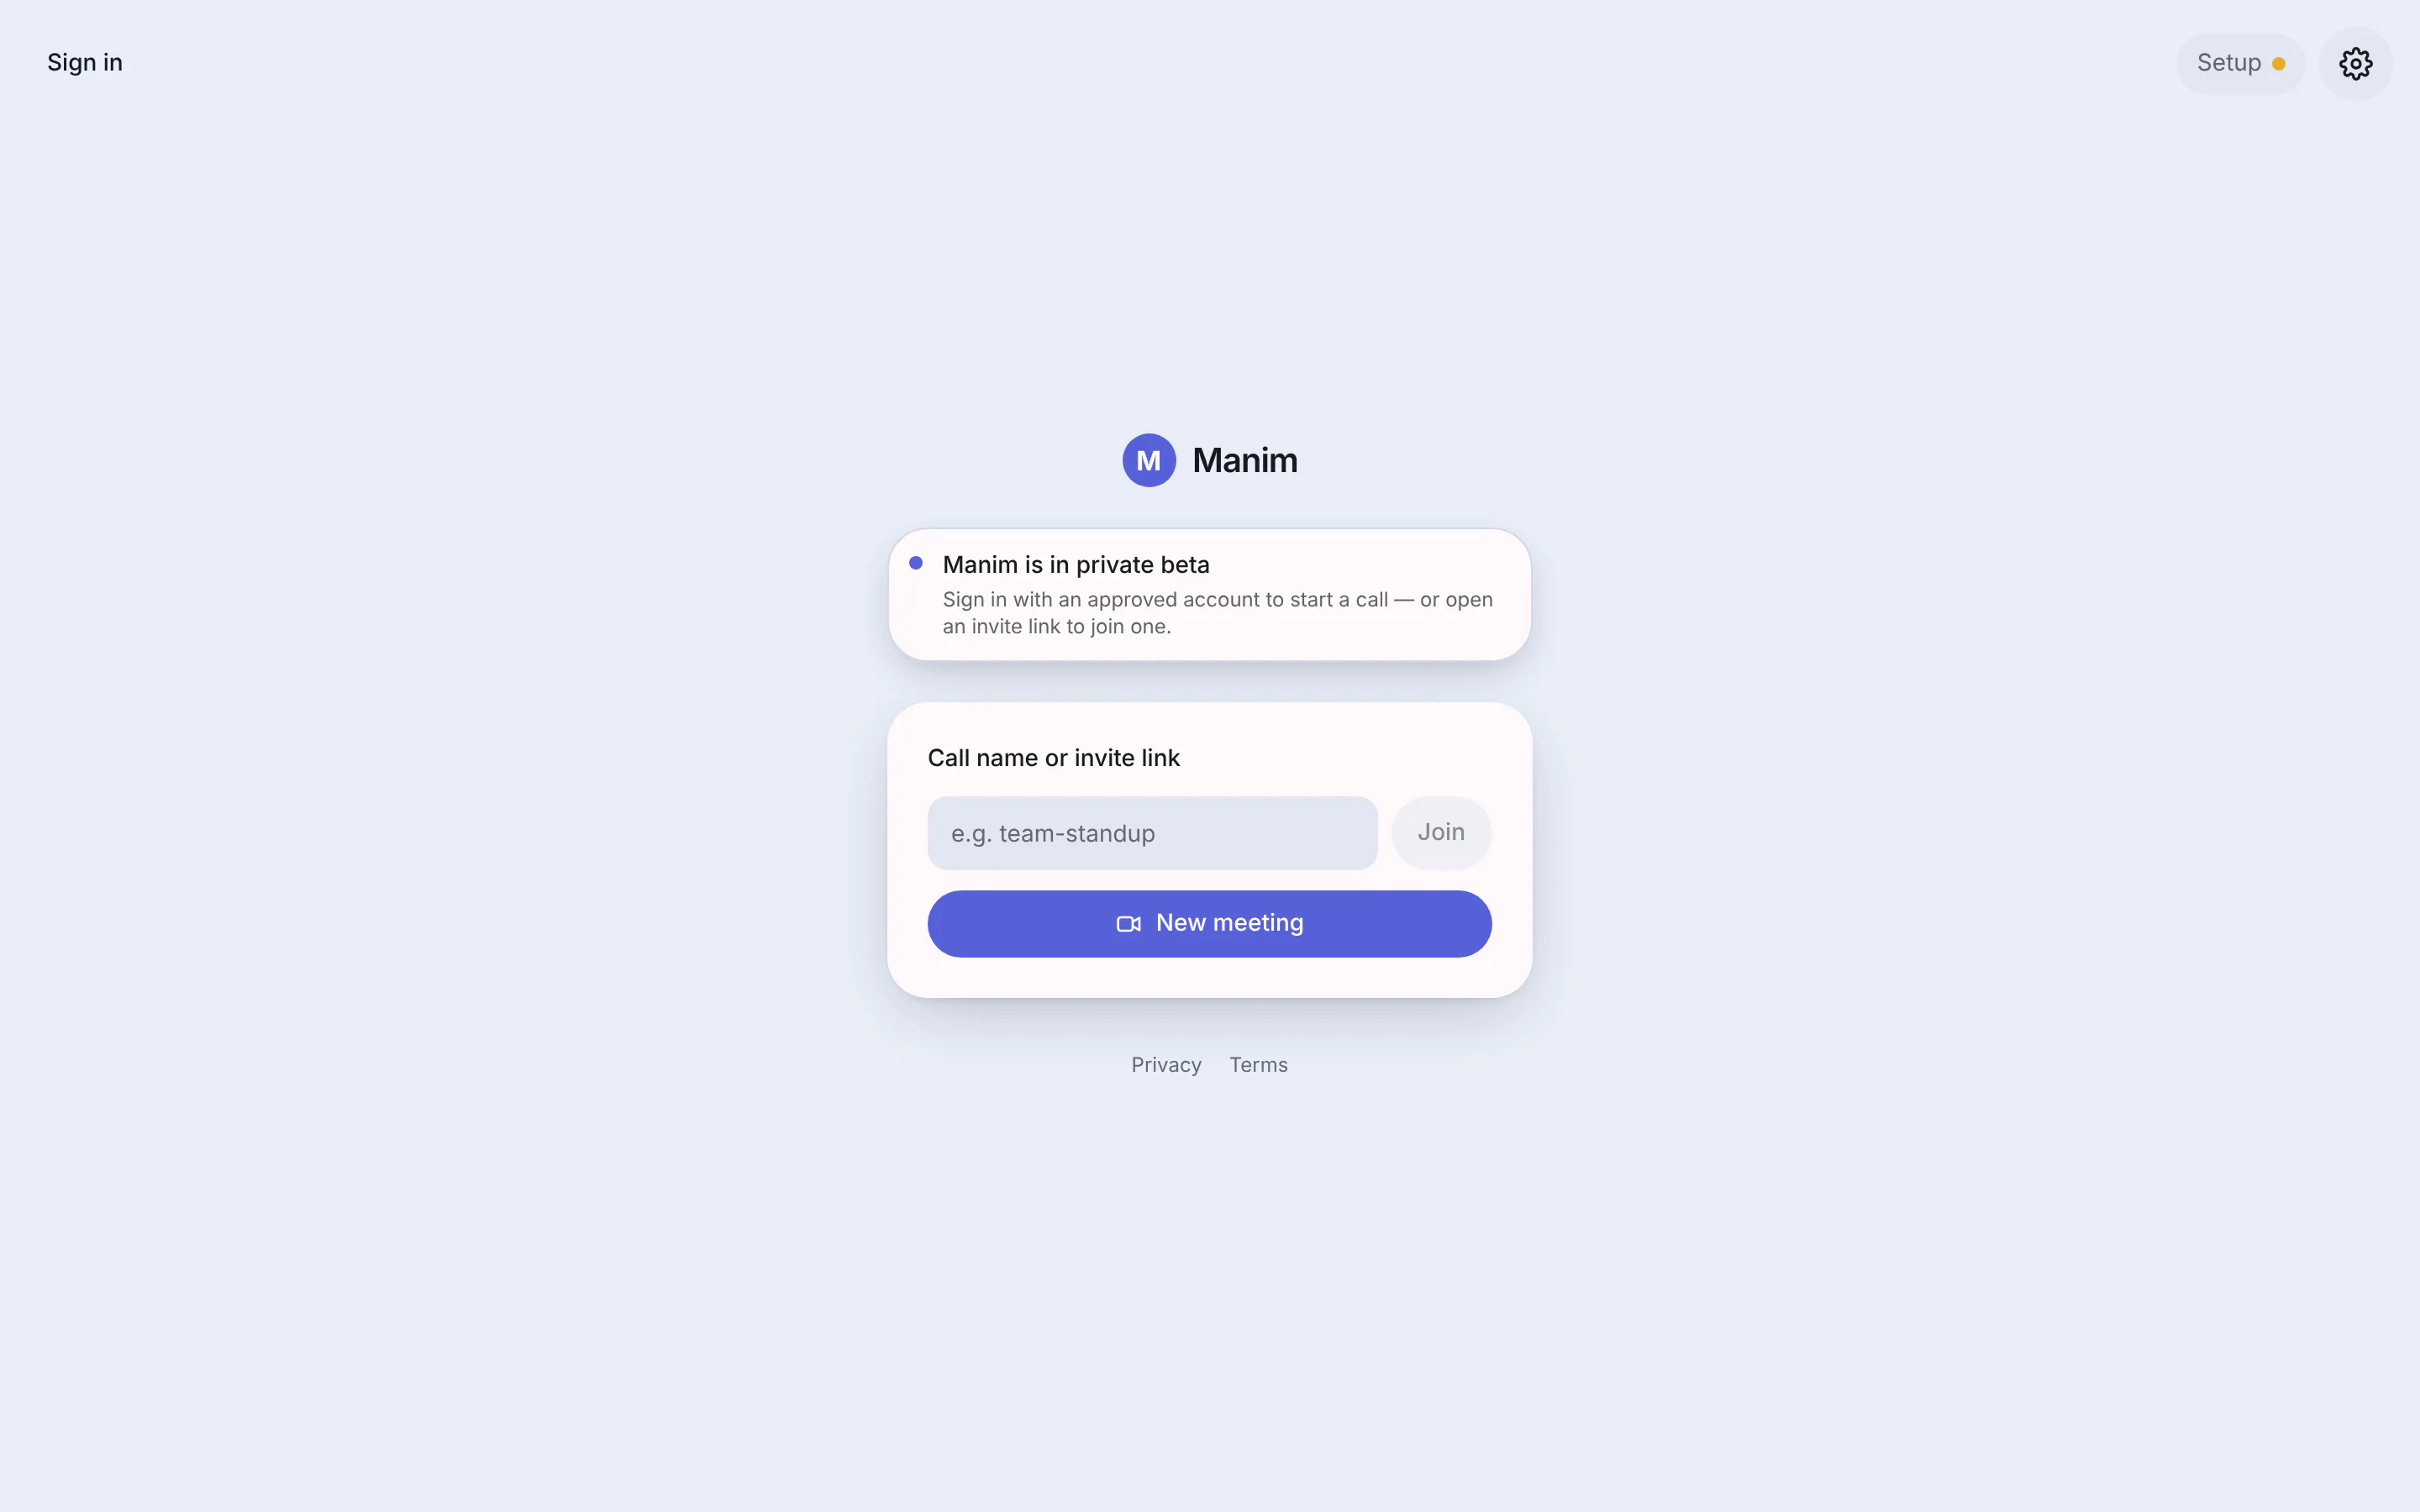 Sign in
Setup
M Manim
Manim is in private beta
Sign in with an approved account to start a call — or open
an invite link to join one.
Call name or invite link
e.g. team-standup
Join
New meeting
Privacy Terms